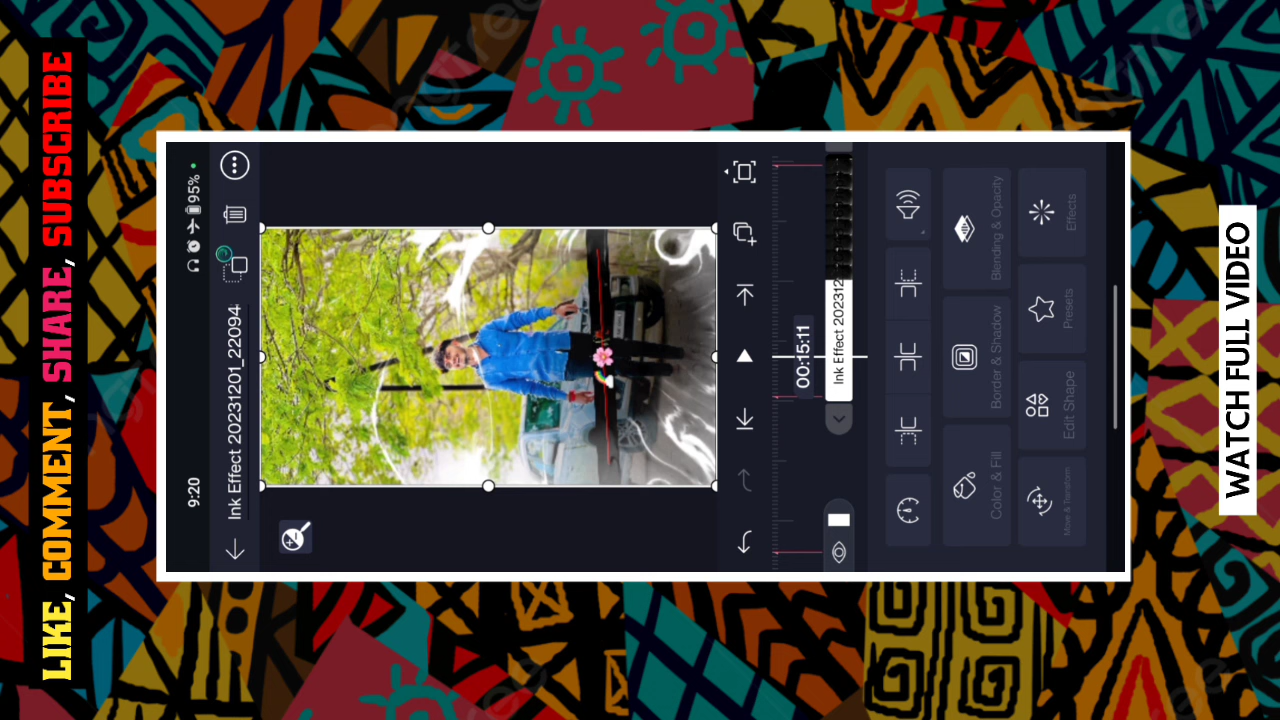 LIKE, COMMENT, SHARE, SUBSCRIBE
9:20
95%
Ink Effect 20231201_22094
00:15:11
Ink Effect 202312
Color & Fill
Border & Shadow
Blending & Opacity
Move & Transform
Edit Shape
Presets
Effects
WATCH FULL VIDEO